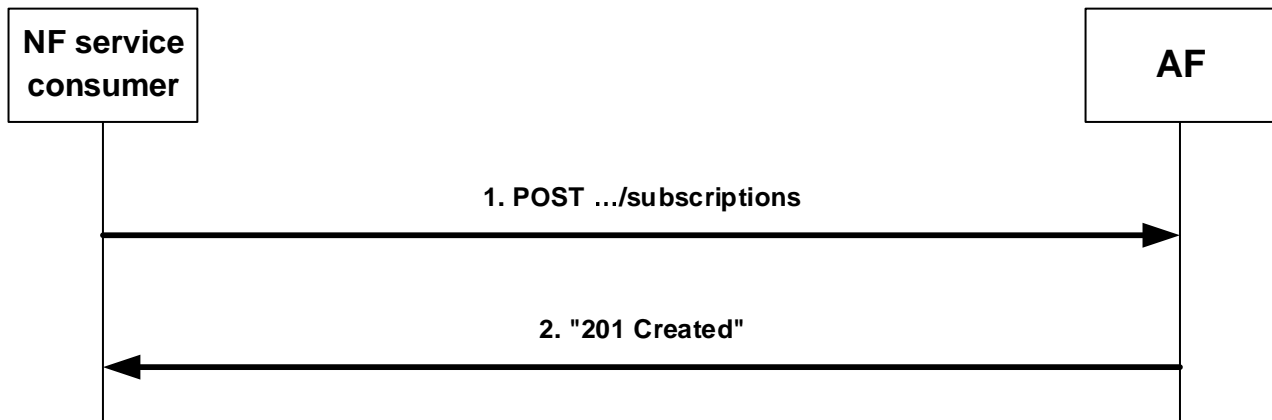 NF service
consumer
AF
1. POST .../subscriptions
2. "201 Created"